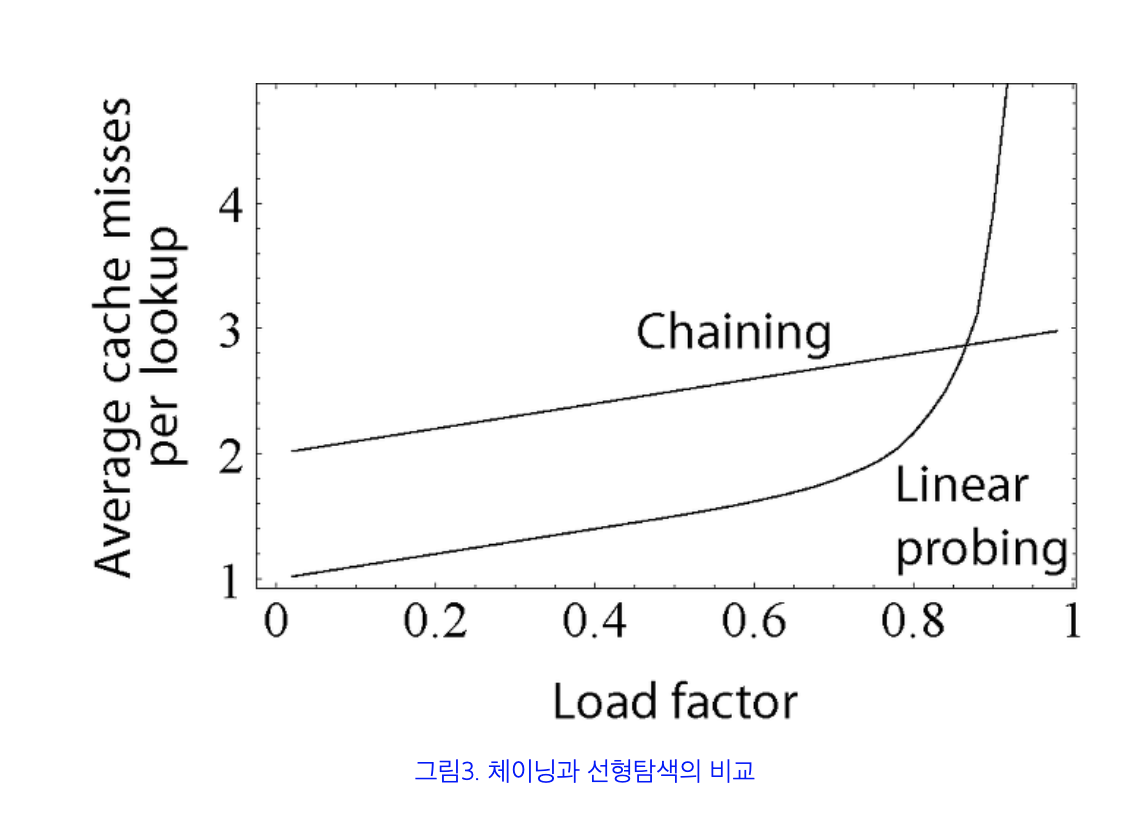 Average cache misses
per lookup
4
3
2
1
Chaining
Linear
probing
0 0.2 0.4 0.6 0.8 1
Load factor
그림3. 체이닝과 선형탐색의 비교